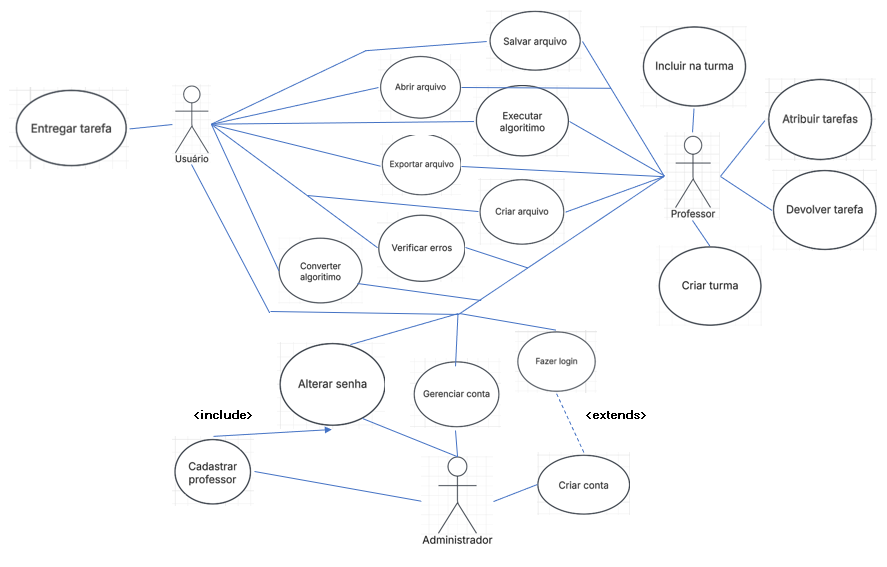 Salvar arquivo
Incluir na turma
Abrir arquivo
Entregar tarefa
Executar
algoritimo
Atribuir tarefas
Usuário
Exportar arquivo
Professor
Criar arquivo
Devolver tarefa
Verificar erros
Converter
algoritimo
Criar turma
Fazer login
Alterar senha
Gerenciar conta
<include>
<extends>
Cadastrar
professor
Criar conta
Administrador